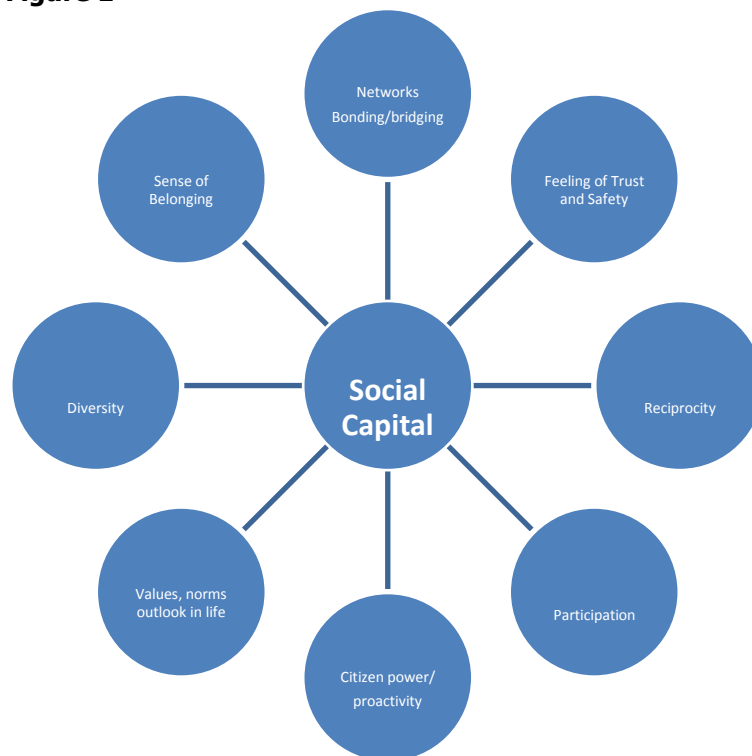 Networks
Bonding/bridging
Sense of
Belonging
Feeling of Trust
and Safety
Social
Capital
Diversity
Reciprocity
Values, norms
outlook in life
Participation
Citizen power/
proactivity